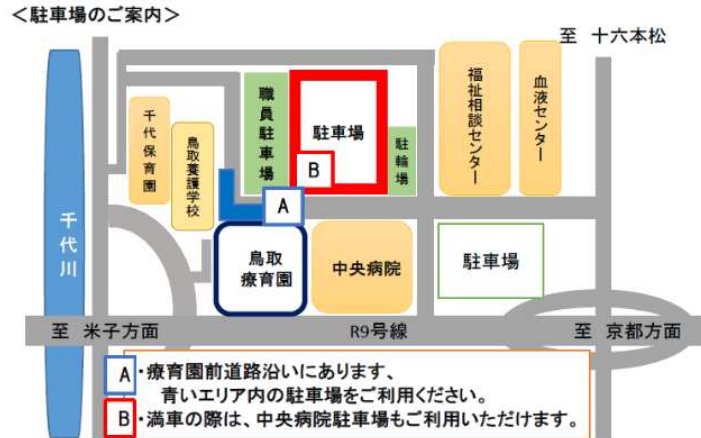 ＜駐車場のご案内＞
至 十六本松
千代川
千代保育園
鳥取養護学校
職員駐車場
駐車場
B
駐輪場
福祉相談センター
血液センター
A
鳥取
療育園
中央病院
駐車場
至 米子方面
R9号線
至 京都方面
A・療育園前道路沿いにあります、
青いエリア内の駐車場をご利用ください。
B・満車の際は、中央病院駐車場もご利用いただけます。